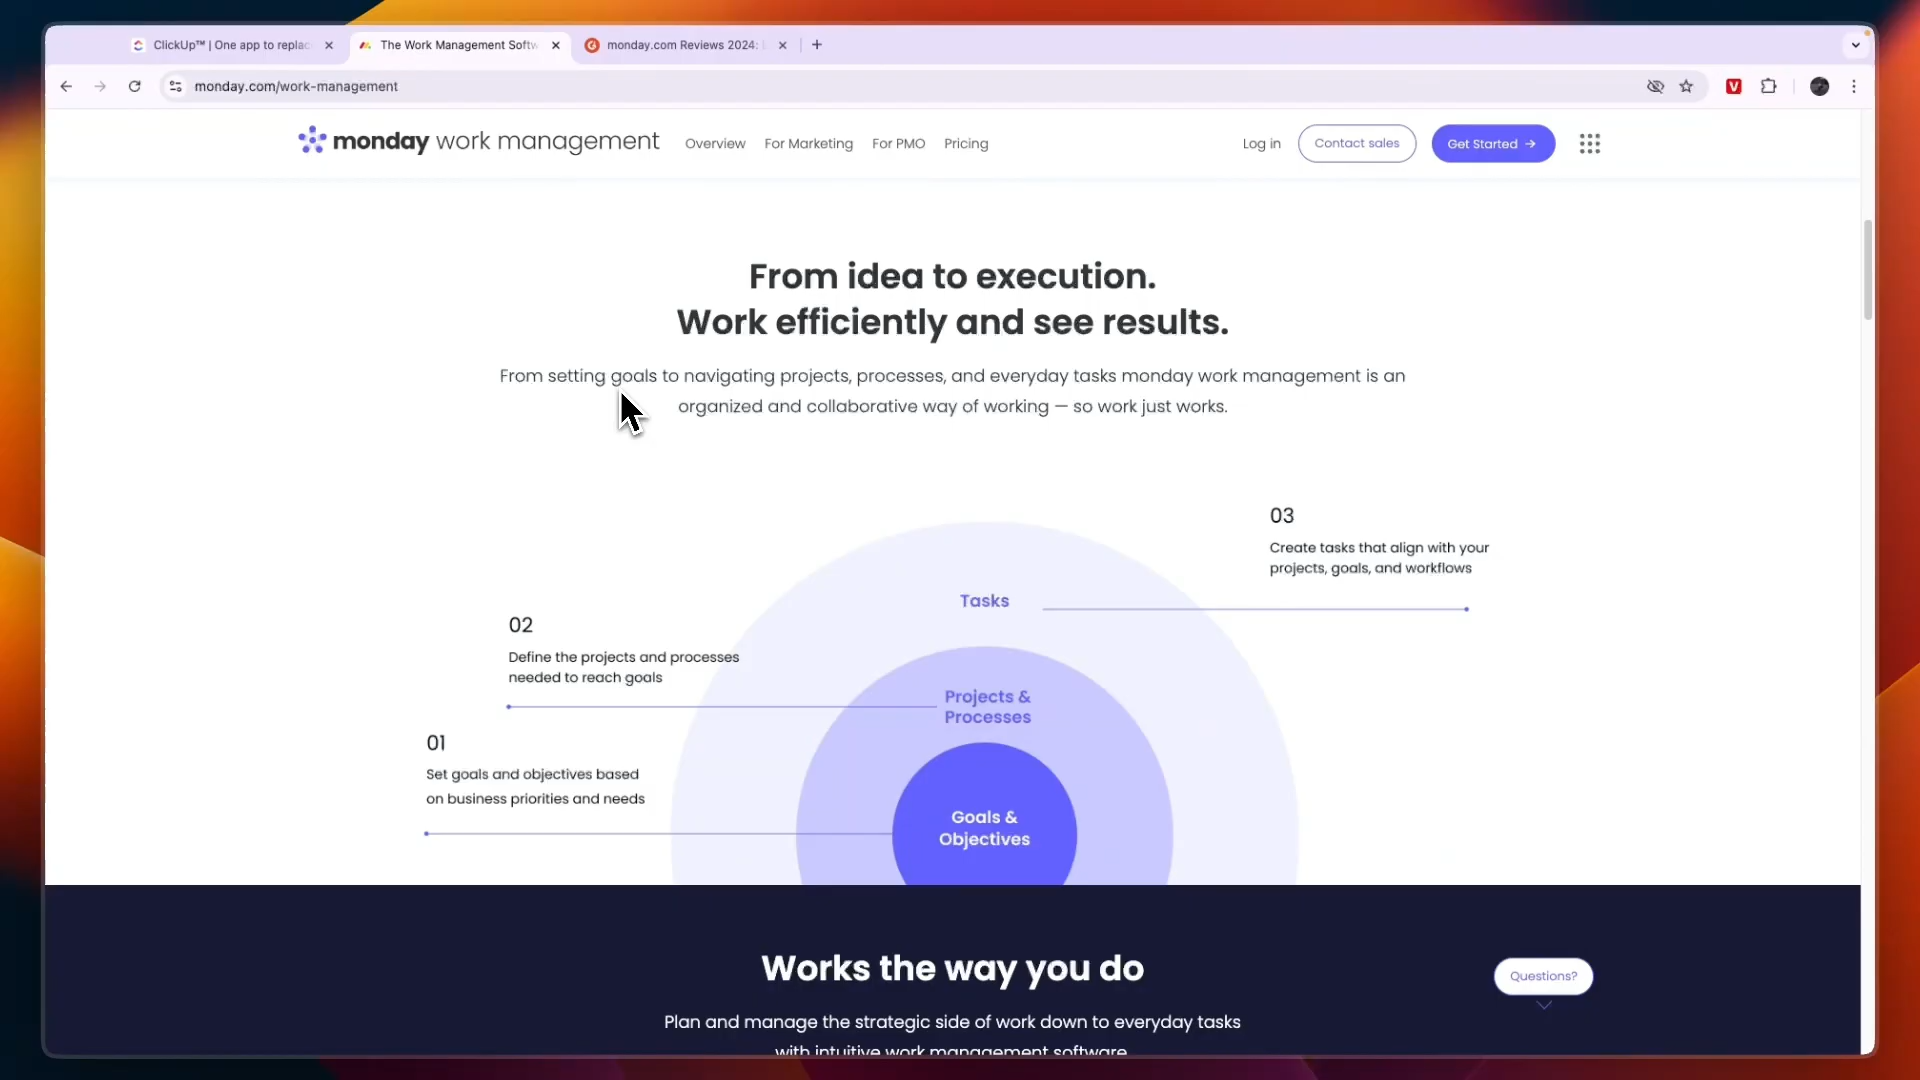 ClickUp™ | One app to replac
The Work Management Softw
monday.com Reviews 2024:
monday.com/work-management
monday work management
Overview
For Marketing
For PMO
Pricing
Log in
Contact sales
Get Started →
From idea to execution.
Work efficiently and see results.
From setting goals to navigating projects, processes, and everyday tasks monday work management is an
organized and collaborative way of working — so work just works.
03
Create tasks that align with your
projects, goals, and workflows
Tasks
02
Define the projects and processes
needed to reach goals
Projects &
Processes
01
Set goals and objectives based
on business priorities and needs
Goals &
Objectives
Works the way you do
Questions?
Plan and manage the strategic side of work down to everyday tasks
with intuitive work management software